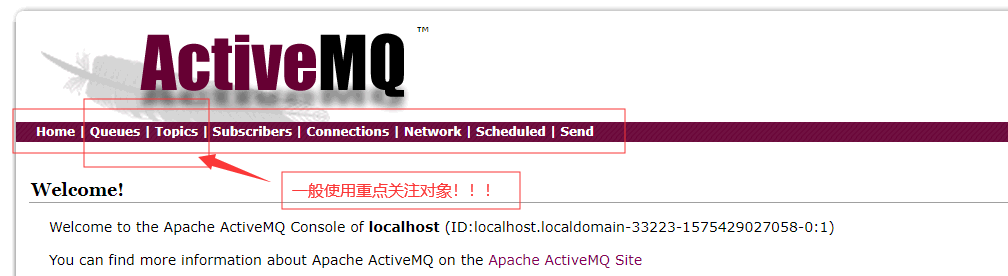 ActiveMQ™
Home | Queues | Topics | Subscribers | Connections | Network | Scheduled | Send
一般使用重点关注对象！！！
Welcome!
Welcome to the Apache ActiveMQ Console of localhost (ID:localhost.localdomain-33223-1575429027058-0:1)
You can find more information about Apache ActiveMQ on the Apache ActiveMQ Site